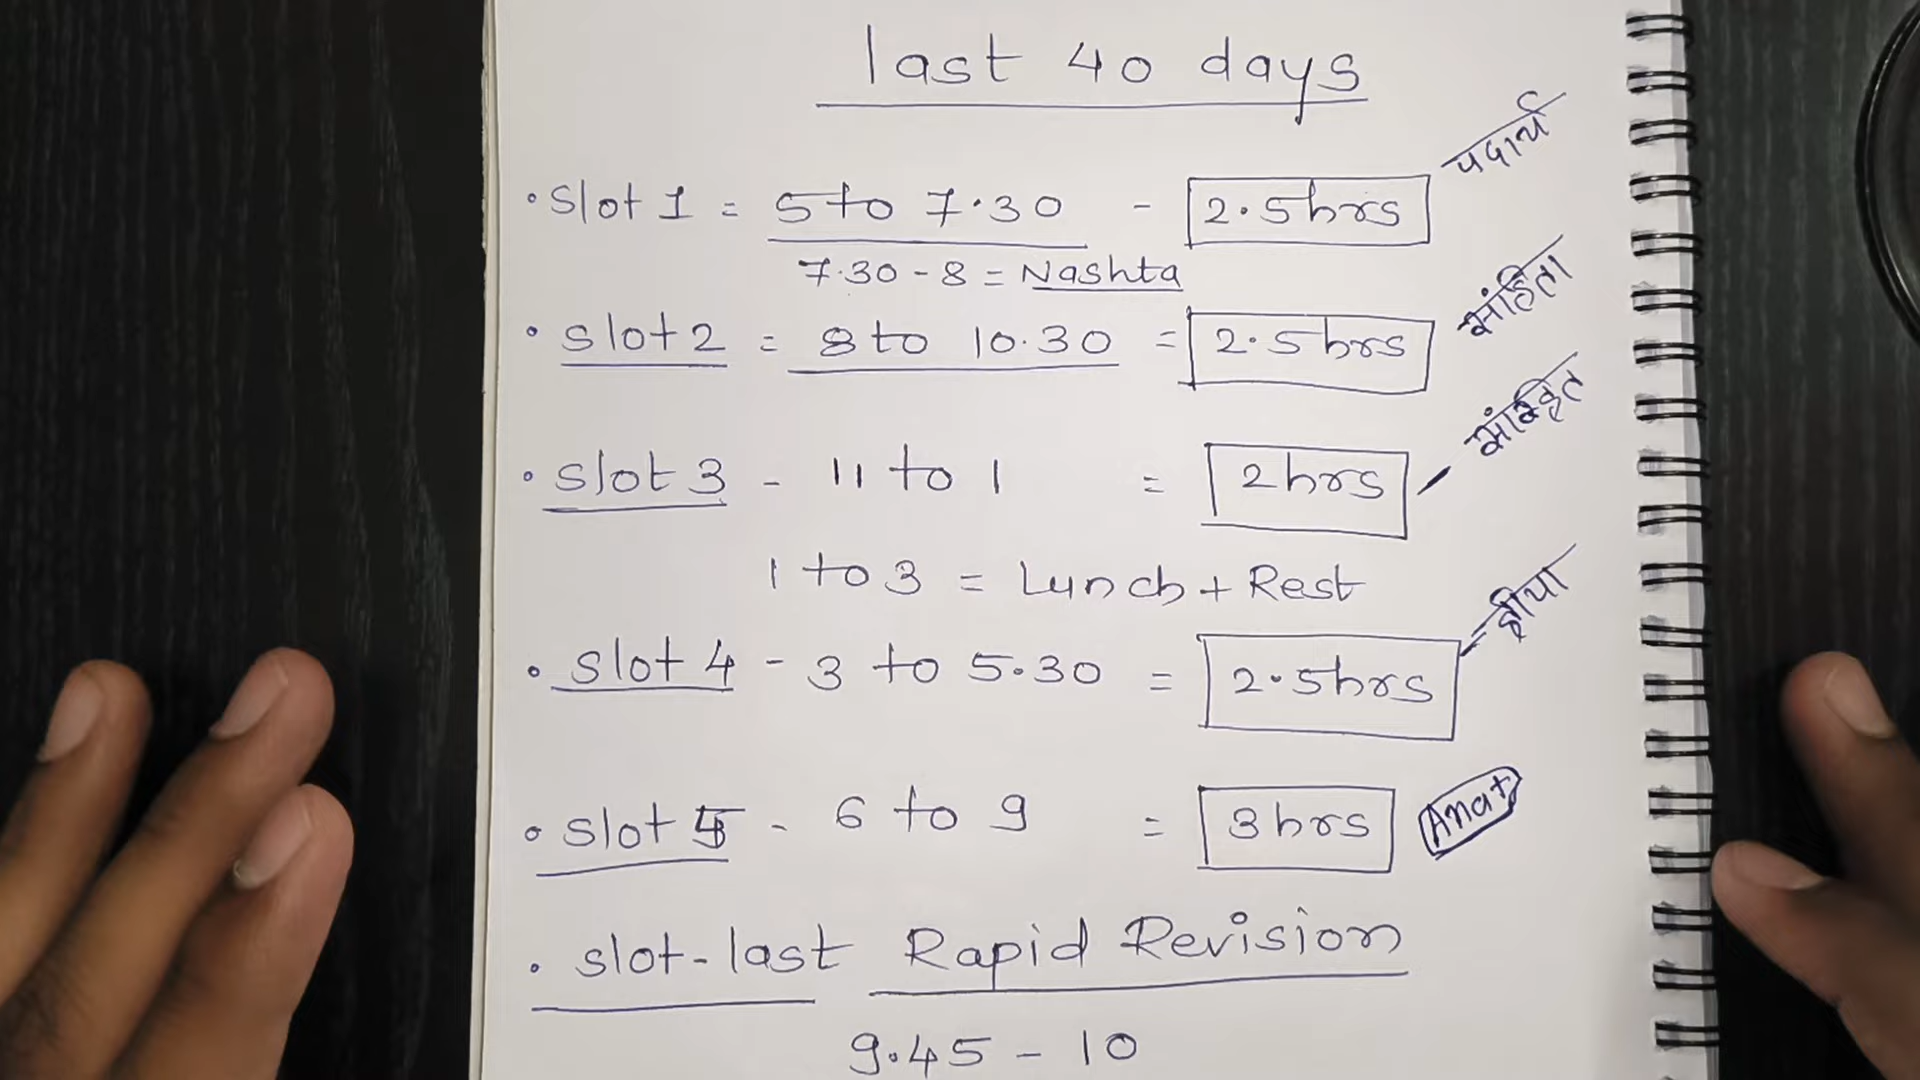 last 40 days
• Slot 1 = 5 to 7.30 - 2.5 hrs पदार्थ
7.30 - 8 = Nashta
• slot 2 = 8 to 10.30 = 2.5 hrs संहिता
• slot 3 - 11 to 1 = 2 hrs संस्कृत
1 to 3 = Lunch + Rest
• slot 4 - 3 to 5.30 = 2.5 hrs = क्रीया
• slot 5 - 6 to 9 = 3 hrs Anat
• slot-last Rapid Revision
9.45 - 10